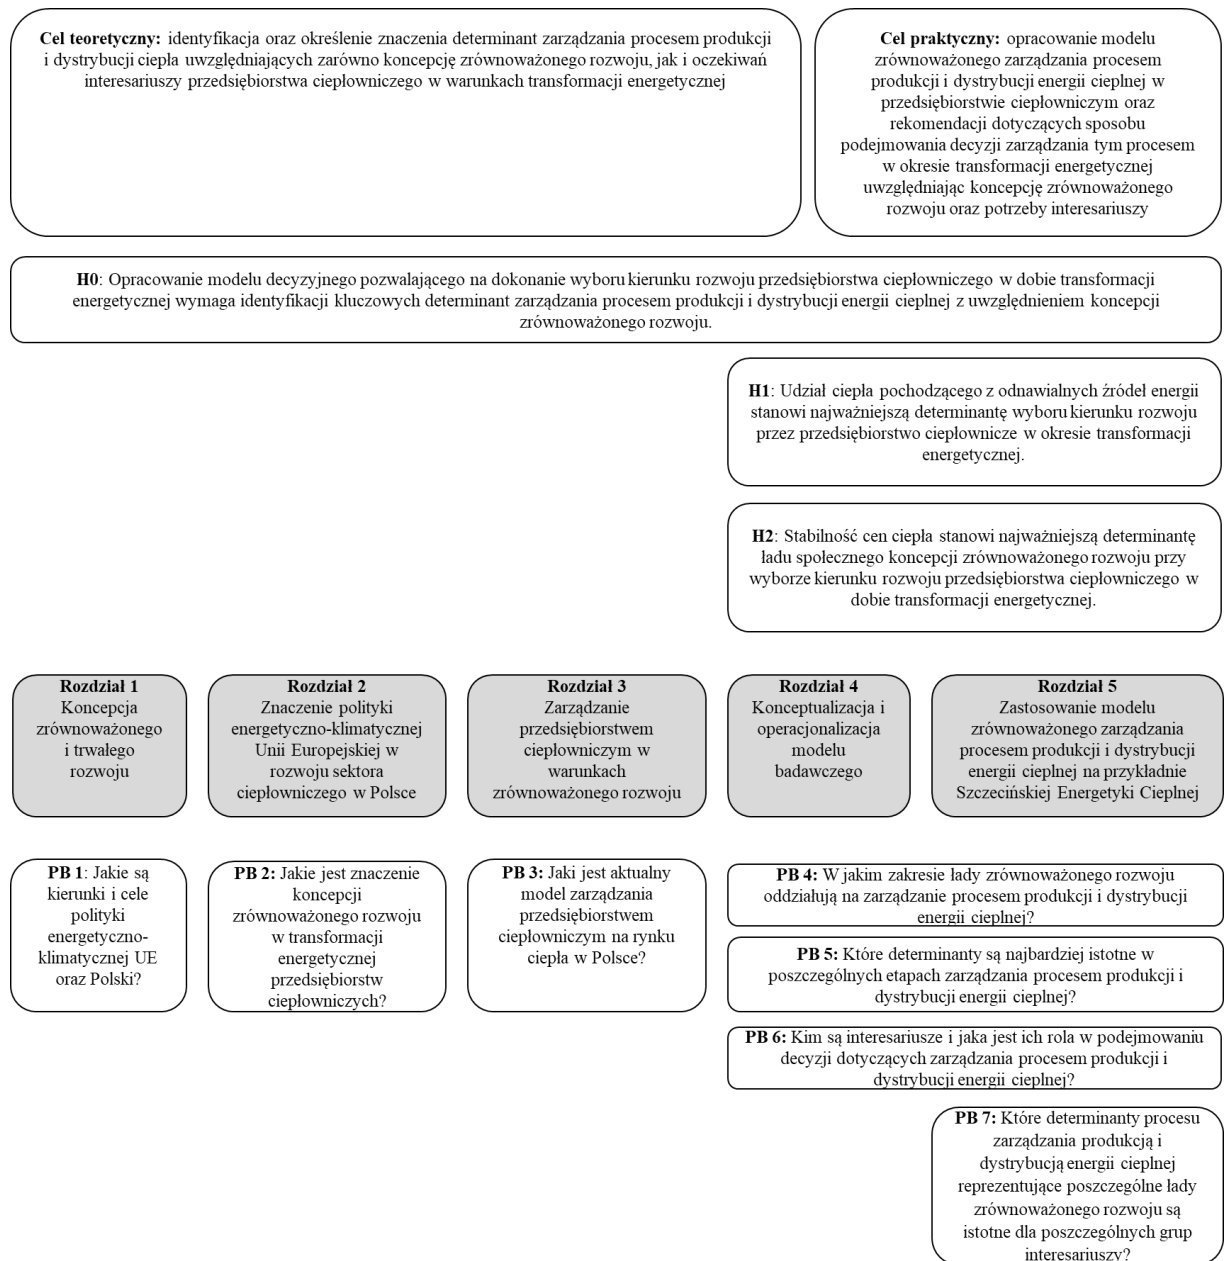 Cel teoretyczny: identyfikacja oraz określenie znaczenia determinant zarządzania procesem produkcji
i dystrybucji ciepła uwzględniających zarówno koncepcję zrównoważonego rozwoju, jak i oczekiwań
interesariuszy przedsiębiorstwa ciepłowniczego w warunkach transformacji energetycznej
Cel praktyczny: opracowanie modelu
zrównoważonego zarządzania procesem
produkcji i dystrybucji energii cieplnej w
przedsiębiorstwie ciepłowniczym oraz
rekomendacji dotyczących sposobu
podejmowania decyzji zarządzania tym procesem
w okresie transformacji energetycznej
uwzględniając koncepcję zrównoważonego
rozwoju oraz potrzeby interesariuszy
H0: Opracowanie modelu decyzyjnego pozwalającego na dokonanie wyboru kierunku rozwoju przedsiębiorstwa ciepłowniczego w dobie transformacji
energetycznej wymaga identyfikacji kluczowych determinant zarządzania procesem produkcji i dystrybucji energii cieplnej z uwzględnieniem koncepcji
zrównoważonego rozwoju.
H1: Udział ciepła pochodzącego z odnawialnych źródeł energii
stanowi najważniejszą determinantę wyboru kierunku rozwoju
przez przedsiębiorstwo ciepłownicze w okresie transformacji
energetycznej.
H2: Stabilność cen ciepła stanowi najważniejszą determinantę
ładu społecznego koncepcji zrównoważonego rozwoju przy
wyborze kierunku rozwoju przedsiębiorstwa ciepłowniczego w
dobie transformacji energetycznej.
Rozdział 1
Koncepcja
zrównoważonego
i trwałego
rozwoju
Rozdział 2
Znaczenie polityki
energetyczno-klimatycznej
Unii Europejskiej w
rozwoju sektora
ciepłowniczego w Polsce
Rozdział 3
Zarządzanie
przedsiębiorstwem
ciepłowniczym w
warunkach
zrównoważonego rozwoju
Rozdział 4
Konceptualizacja i
operacjonalizacja
modelu
badawczego
Rozdział 5
Zastosowanie modelu
zrównoważonego zarządzania
procesem produkcji i dystrybucji
energii cieplnej na przykładnie
Szczecińskiej Energetyki Cieplnej
PB 1: Jakie są
kierunki i cele
polityki
energetyczno-
klimatycznej UE
oraz Polski?
PB 2: Jakie jest znaczenie
koncepcji
zrównoważonego rozwoju
w transformacji
energetycznej
przedsiębiorstw
ciepłowniczych?
PB 3: Jaki jest aktualny
model zarządzania
przedsiębiorstwem
ciepłowniczym na rynku
ciepła w Polsce?
PB 4: W jakim zakresie łady zrównoważonego rozwoju
oddziałują na zarządzanie procesem produkcji i dystrybucji
energii cieplnej?
PB 5: Które determinanty są najbardziej istotne w
poszczególnych etapach zarządzania procesem produkcji i
dystrybucji energii cieplnej?
PB 6: Kim są interesariusze i jaka jest ich rola w podejmowaniu
decyzji dotyczących zarządzania procesem produkcji i
dystrybucji energii cieplnej?
PB 7: Które determinanty procesu
zarządzania produkcją i
dystrybucją energii cieplnej
reprezentujące poszczególne łady
zrównoważonego rozwoju są
istotne dla poszczególnych grup
interesariuszy?